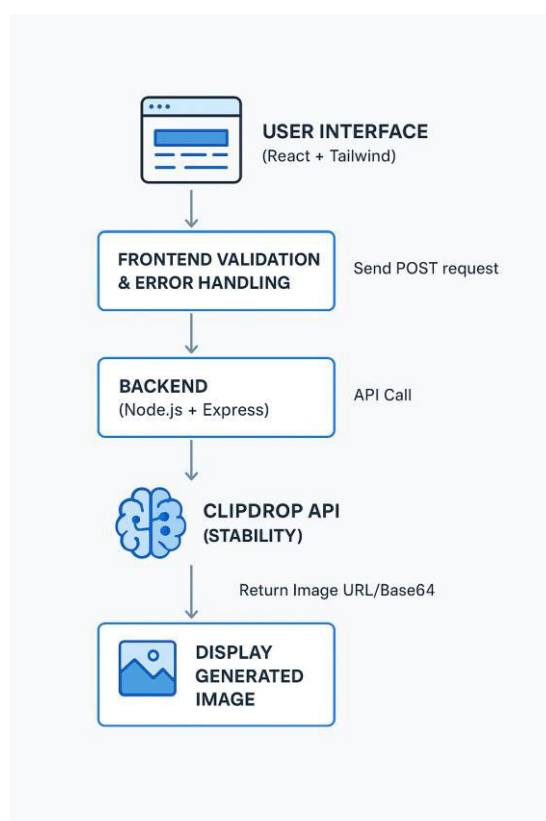 USER INTERFACE
(React + Tailwind)
FRONTEND VALIDATION
& ERROR HANDLING
Send POST request
BACKEND
(Node.js + Express)
API Call
CLIPDROP API
(STABILITY)
Return Image URL/Base64
DISPLAY
GENERATED
IMAGE